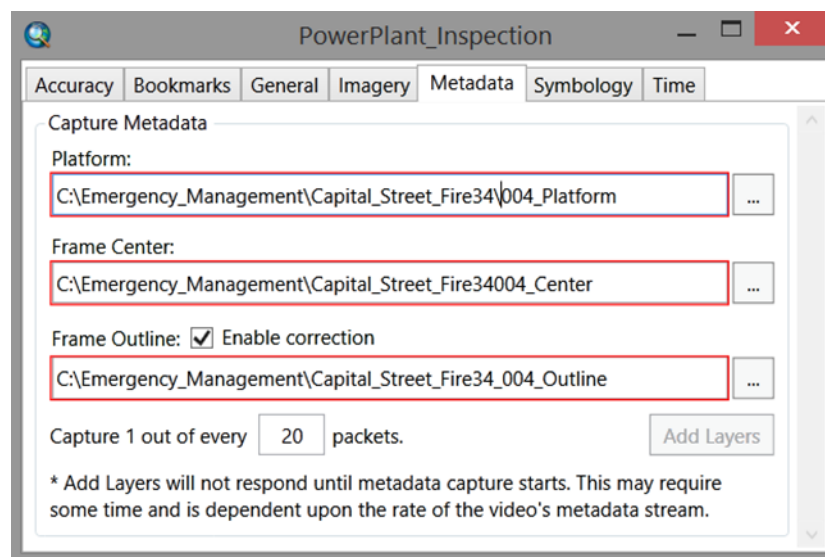 PowerPlant_Inspection
Accuracy Bookmarks General Imagery Metadata Symbology Time
Capture Metadata
Platform:
C:\Emergency_Management\Capital_Street_Fire34\004_Platform ...
Frame Center:
C:\Emergency_Management\Capital_Street_Fire34004_Center ...
Frame Outline: Enable correction
C:\Emergency_Management\Capital_Street_Fire34_004_Outline ...
Capture 1 out of every 20 packets. Add Layers
* Add Layers will not respond until metadata capture starts. This may require
some time and is dependent upon the rate of the video's metadata stream.